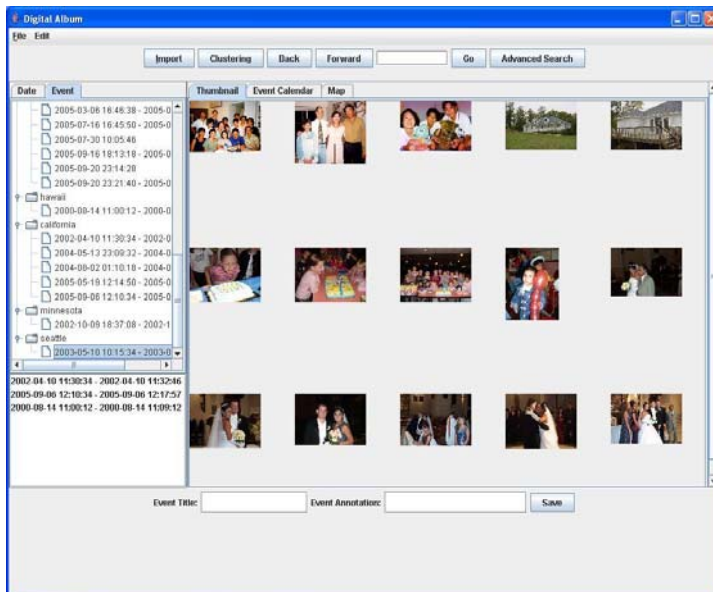 Digital Album
File Edit
Import Clustering Back Forward Go Advanced Search
Date Event
Thumbnail Event Calendar Map
2005-03-06 16:46:38 - 2005-0
2005-07-16 16:45:50 - 2005-0
2005-07-30 10:05:46
2005-09-16 18:13:18 - 2005-0
2005-09-20 23:14:28
2005-09-20 23:21:40 - 2005-0
hawaii
2000-08-14 11:00:12 - 2000-0
california
2002-04-10 11:30:34 - 2002-0
2004-05-13 23:09:32 - 2004-0
2004-08-02 01:10:18 - 2004-0
2005-05-19 12:14:50 - 2005-0
2005-09-06 12:10:34 - 2005-0
minnesota
2002-10-09 18:37:08 - 2002-1
seattle
2003-05-10 10:15:34 - 2003-0
2002-04-10 11:30:34 - 2002-04-10 11:32:46
2005-09-06 12:10:34 - 2005-09-06 12:17:57
2000-08-14 11:00:12 - 2000-08-14 11:09:12
Event Title: Event Annotation: Save